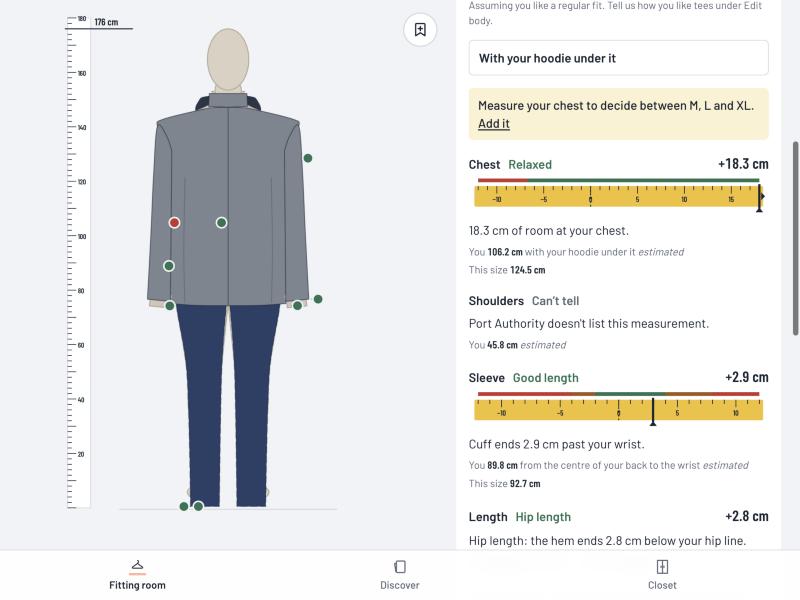 Assuming you like a regular fit. Tell us how you like tees under Edit
body.
With your hoodie under it
Measure your chest to decide between M, L and XL.
Add it
Chest Relaxed +18.3 cm
-10 -5 0 5 10 15
18.3 cm of room at your chest.
You 106.2 cm with your hoodie under it estimated
This size 124.5 cm
Shoulders Can't tell
Port Authority doesn't list this measurement.
You 45.8 cm estimated
Sleeve Good length +2.9 cm
-10 -5 0 5 10
Cuff ends 2.9 cm past your wrist.
You 89.8 cm from the centre of your back to the wrist estimated
This size 92.7 cm
Length Hip length +2.8 cm
Hip length: the hem ends 2.8 cm below your hip line.
176 cm
180
160
140
120
100
80
60
40
20
Fitting room
Discover
Closet